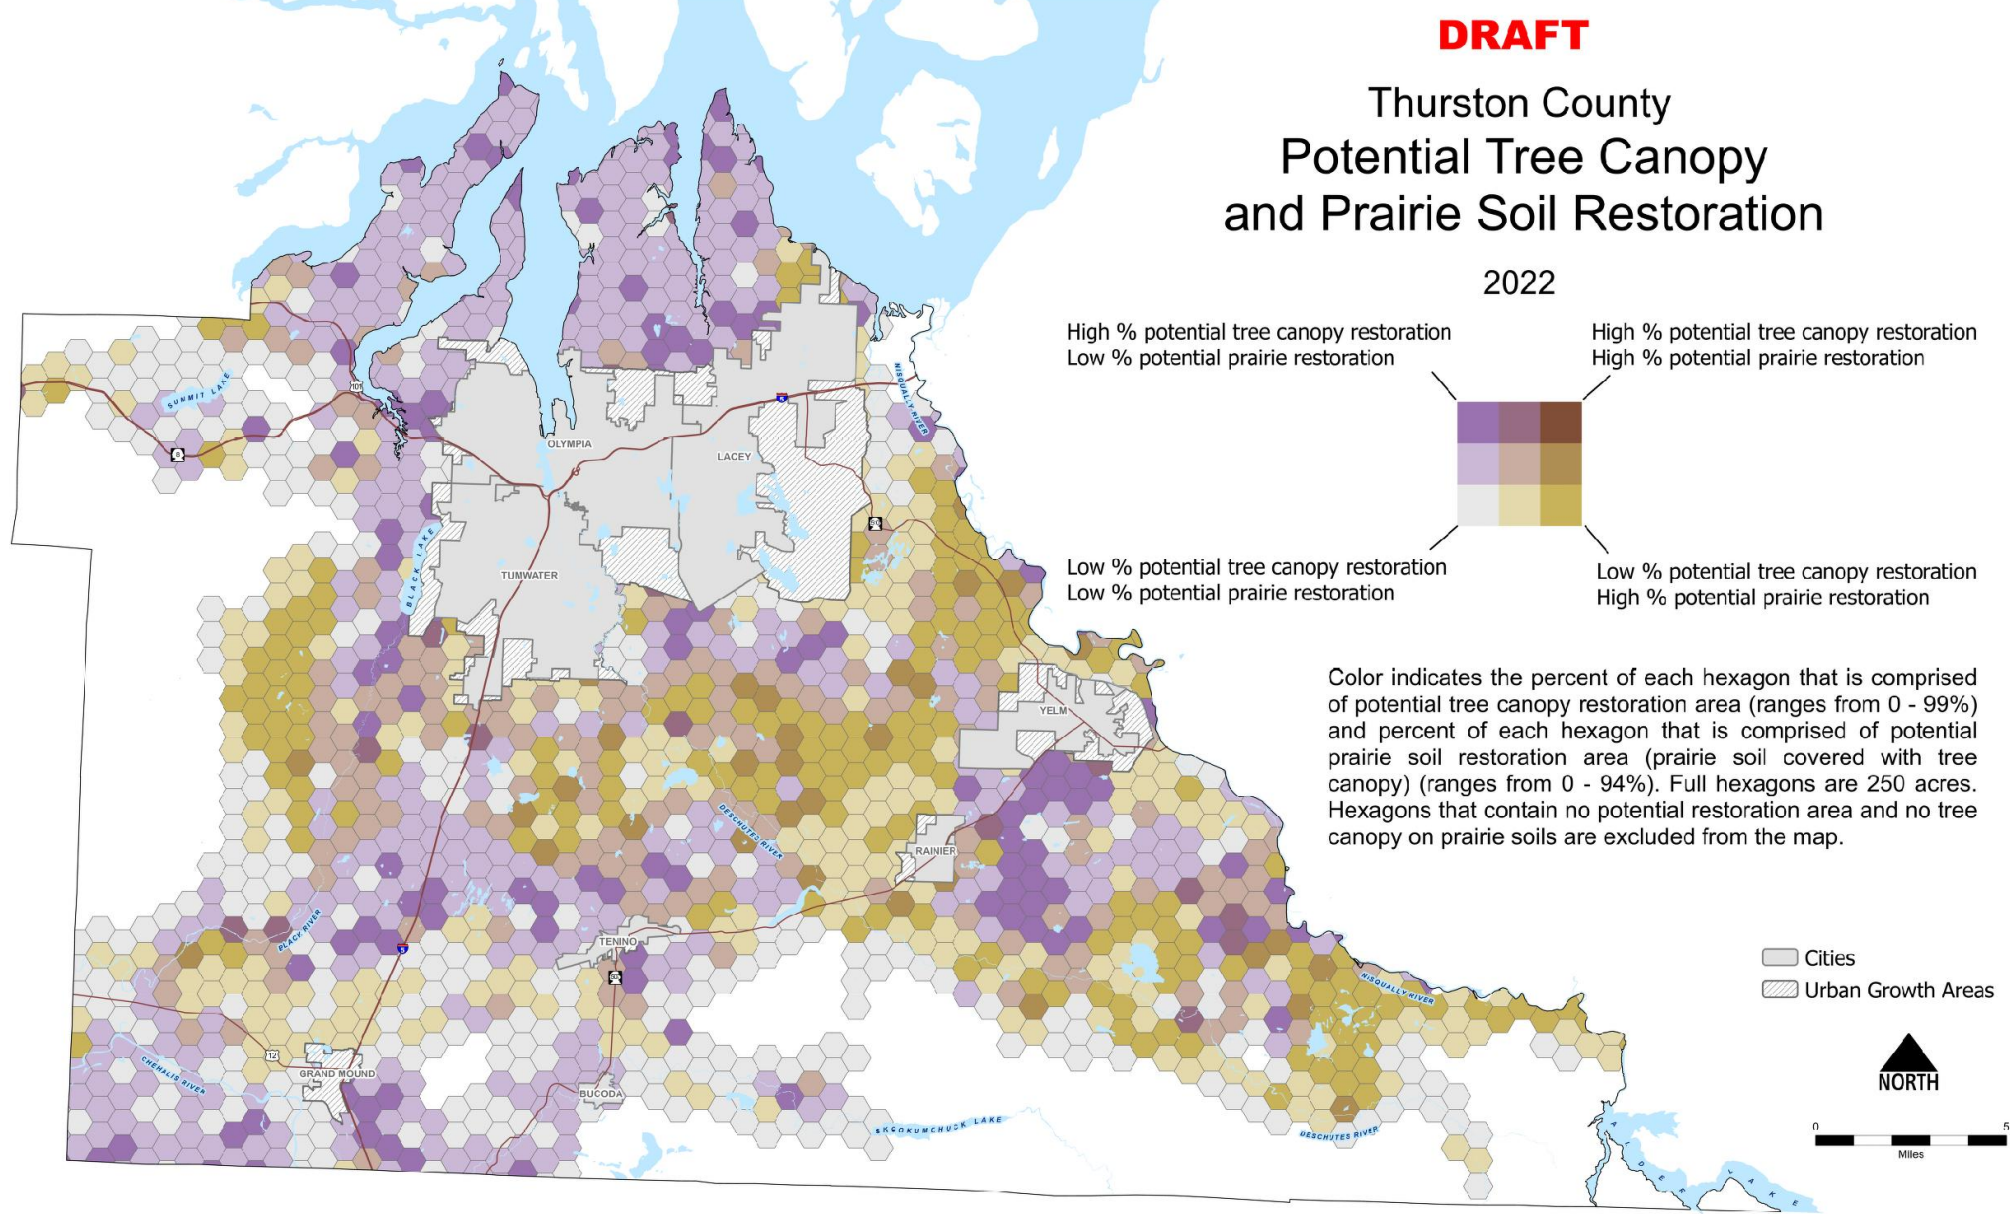 DRAFT
Thurston County
Potential Tree Canopy
and Prairie Soil Restoration
2022
High % potential tree canopy restoration
Low % potential prairie restoration
High % potential tree canopy restoration
High % potential prairie restoration
Low % potential tree canopy restoration
Low % potential prairie restoration
Low % potential tree canopy restoration
High % potential prairie restoration
Color indicates the percent of each hexagon that is comprised
of potential tree canopy restoration area (ranges from 0 - 99%)
and percent of each hexagon that is comprised of potential
prairie soil restoration area (prairie soil covered with tree
canopy) (ranges from 0 - 94%). Full hexagons are 250 acres.
Hexagons that contain no potential restoration area and no tree
canopy on prairie soils are excluded from the map.
Cities
Urban Growth Areas
NORTH
0 5
Miles
SUMMIT LAKE
101
8
5
NISQUALLY RIVER
OLYMPIA
LACEY
BLACK LAKE
TUMWATER
YELM
DESCHUTES RIVER
RAINIER
BLACK RIVER
5
TENINO
NISQUALLY RIVER
12
GRAND MOUND
CHEHALIS RIVER
BUCODA
SKOOKUMCHUCK LAKE
DESCHUTES RIVER
ALDER LAKE